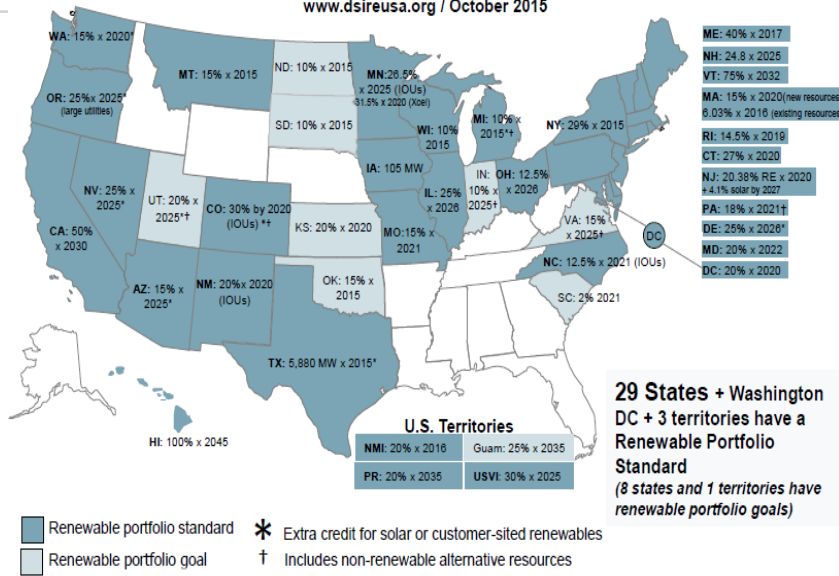 www.dsireusa.org / October 2015
WA: 15% x 2020*
MT: 15% x 2015
ND: 10% x 2015
MN:26.5%
x 2025 (IOUs)
31.5% x 2020 (Xcel)
OR: 25%x 2025*
(large utilities)
SD: 10% x 2015
WI: 10%
2015
MI: 10% x
2015*†
NY: 29% x 2015
IA: 105 MW
NV: 25% x
2025*
UT: 20% x
2025*†
CO: 30% by 2020
(IOUs) *†
IL: 25%
x 2026
IN:
10% x
2025†
OH: 12.5%
x 2026
CA: 50%
x 2030
KS: 20% x 2020
MO:15% x
2021
VA: 15%
x 2025†
DC
AZ: 15% x
2025*
NM: 20%x 2020
(IOUs)
OK: 15% x
2015
NC: 12.5% x 2021 (IOUs)
SC: 2% 2021
TX: 5,880 MW x 2015*
HI: 100% x 2045
ME: 40% x 2017
NH: 24.8 x 2025
VT: 75% x 2032
MA: 15% x 2020(new resources
6.03% x 2016 (existing resources
RI: 14.5% x 2019
CT: 27% x 2020
NJ: 20.38% RE x 2020
+ 4.1% solar by 2027
PA: 18% x 2021†
DE: 25% x 2026*
MD: 20% x 2022
DC: 20% x 2020
U.S. Territories
NMI: 20% x 2016
Guam: 25% x 2035
PR: 20% x 2035
USVI: 30% x 2025
29 States + Washington
DC + 3 territories have a
Renewable Portfolio
Standard
(8 states and 1 territories have
renewable portfolio goals)
Renewable portfolio standard
* Extra credit for solar or customer-sited renewables
Renewable portfolio goal
† Includes non-renewable alternative resources